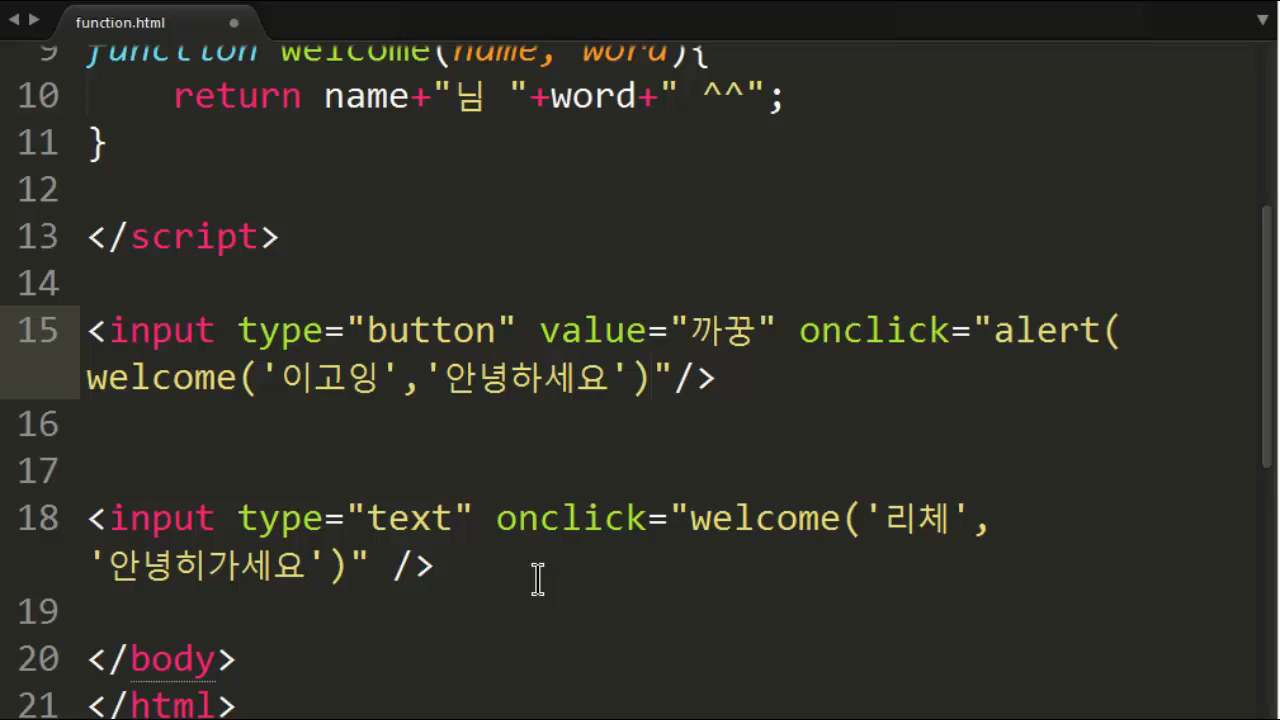 function.html
9 function welcome(name, word){
10 return name+"님 "+word+" ^^";
11 }
12
13 </script>
14
15 <input type="button" value="까꿍" onclick="alert(
welcome('이고잉','안녕하세요')"/>
16
17
18 <input type="text" onclick="welcome('리체',
'안녕히가세요')" />
19
20 </body>
21 </html>